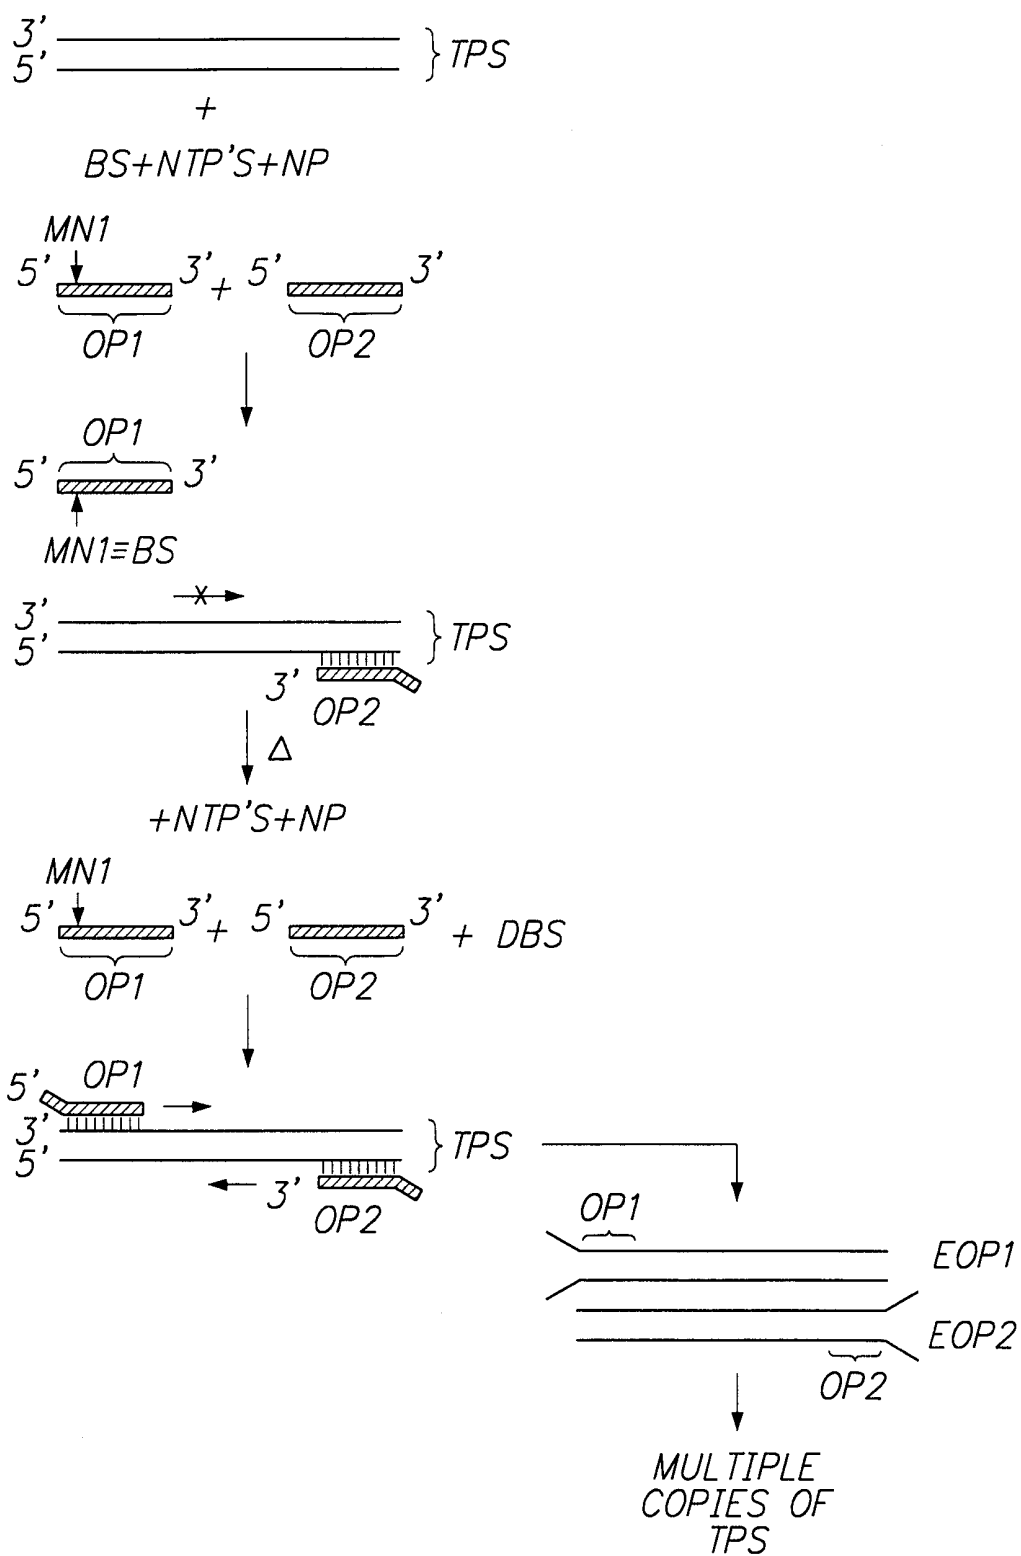 3'
5'
TPS
+
BS+NTP'S+NP
MN1
5' 3' + 5' 3'
OP1 OP2
OP1
5' 3'
MN1≡BS
3'
5'
TPS
3'
OP2
Δ
+NTP'S+NP
MN1
5' 3' + 5' 3' + DBS
OP1 OP2
5' OP1
3'
5'
TPS
3'
OP2
OP1
EOP1
EOP2
OP2
MULTIPLE
COPIES OF
TPS